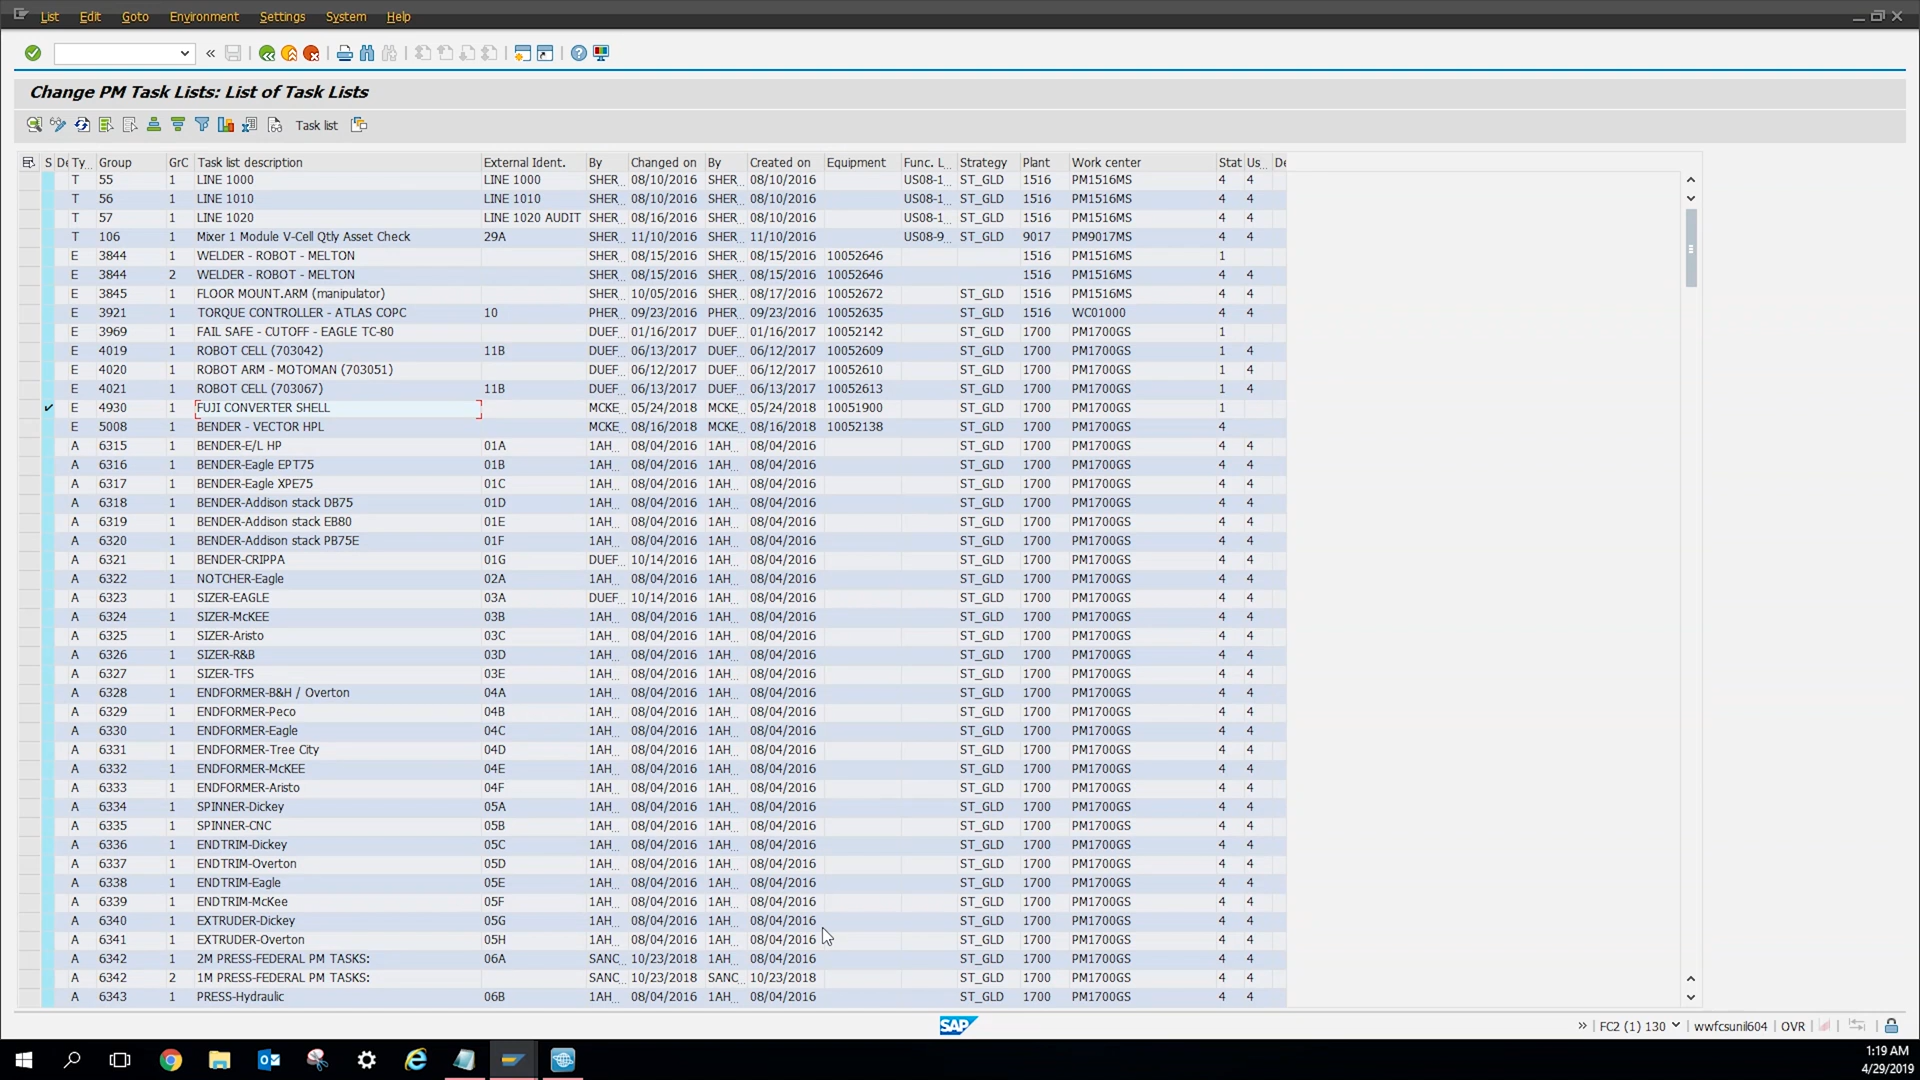 List Edit Goto Environment Settings System Help
Change PM Task Lists: List of Task Lists
Task list
S De Ty... Group GrC Task list description External Ident. By Changed on By Created on Equipment Func. L... Strategy Plant Work center Stat Us... De
T 55 1 LINE 1000 LINE 1000 SHER... 08/10/2016 SHER... 08/10/2016 US08-1... ST_GLD 1516 PM1516MS 4 4
T 56 1 LINE 1010 LINE 1010 SHER... 08/10/2016 SHER... 08/10/2016 US08-1... ST_GLD 1516 PM1516MS 4 4
T 57 1 LINE 1020 LINE 1020 AUDIT SHER... 08/16/2016 SHER... 08/10/2016 US08-1... ST_GLD 1516 PM1516MS 4 4
T 106 1 Mixer 1 Module V-Cell Qtly Asset Check 29A SHER... 11/10/2016 SHER... 11/10/2016 US08-9... ST_GLD 9017 PM9017MS 4 4
E 3844 1 WELDER - ROBOT - MELTON SHER... 08/15/2016 SHER... 08/15/2016 10052646 1516 PM1516MS 1
E 3844 2 WELDER - ROBOT - MELTON SHER... 08/15/2016 SHER... 08/15/2016 10052646 1516 PM1516MS 4 4
E 3845 1 FLOOR MOUNT.ARM (manipulator) SHER... 10/05/2016 SHER... 08/17/2016 10052672 ST_GLD 1516 PM1516MS 4 4
E 3921 1 TORQUE CONTROLLER - ATLAS COPC 10 PHER... 09/23/2016 PHER... 09/23/2016 10052635 ST_GLD 1516 WC01000 4 4
E 3969 1 FAIL SAFE - CUTOFF - EAGLE TC-80 DUEF... 01/16/2017 DUEF... 01/16/2017 10052142 ST_GLD 1700 PM1700GS 1
E 4019 1 ROBOT CELL (703042) 11B DUEF... 06/13/2017 DUEF... 06/12/2017 10052609 ST_GLD 1700 PM1700GS 1 4
E 4020 1 ROBOT ARM - MOTOMAN (703051) DUEF... 06/12/2017 DUEF... 06/12/2017 10052610 ST_GLD 1700 PM1700GS 1 4
E 4021 1 ROBOT CELL (703067) 11B DUEF... 06/13/2017 DUEF... 06/13/2017 10052613 ST_GLD 1700 PM1700GS 1 4
E 4930 1 FUJI CONVERTER SHELL MCKE... 05/24/2018 MCKE... 05/24/2018 10051900 ST_GLD 1700 PM1700GS 1
E 5008 1 BENDER - VECTOR HPL MCKE... 08/16/2018 MCKE... 08/16/2018 10052138 ST_GLD 1700 PM1700GS 4
A 6315 1 BENDER-E/L HP 01A 1AH... 08/04/2016 1AH... 08/04/2016 ST_GLD 1700 PM1700GS 4 4
A 6316 1 BENDER-Eagle EPT75 01B 1AH... 08/04/2016 1AH... 08/04/2016 ST_GLD 1700 PM1700GS 4 4
A 6317 1 BENDER-Eagle XPE75 01C 1AH... 08/04/2016 1AH... 08/04/2016 ST_GLD 1700 PM1700GS 4 4
A 6318 1 BENDER-Addison stack DB75 01D 1AH... 08/04/2016 1AH... 08/04/2016 ST_GLD 1700 PM1700GS 4 4
A 6319 1 BENDER-Addison stack EB80 01E 1AH... 08/04/2016 1AH... 08/04/2016 ST_GLD 1700 PM1700GS 4 4
A 6320 1 BENDER-Addison stack PB75E 01F 1AH... 08/04/2016 1AH... 08/04/2016 ST_GLD 1700 PM1700GS 4 4
A 6321 1 BENDER-CRIPPA 01G DUEF... 10/14/2016 1AH... 08/04/2016 ST_GLD 1700 PM1700GS 4 4
A 6322 1 NOTCHER-Eagle 02A 1AH... 08/04/2016 1AH... 08/04/2016 ST_GLD 1700 PM1700GS 4 4
A 6323 1 SIZER-EAGLE 03A DUEF... 10/14/2016 1AH... 08/04/2016 ST_GLD 1700 PM1700GS 4 4
A 6324 1 SIZER-McKEE 03B 1AH... 08/04/2016 1AH... 08/04/2016 ST_GLD 1700 PM1700GS 4 4
A 6325 1 SIZER-Aristo 03C 1AH... 08/04/2016 1AH... 08/04/2016 ST_GLD 1700 PM1700GS 4 4
A 6326 1 SIZER-R&B 03D 1AH... 08/04/2016 1AH... 08/04/2016 ST_GLD 1700 PM1700GS 4 4
A 6327 1 SIZER-TFS 03E 1AH... 08/04/2016 1AH... 08/04/2016 ST_GLD 1700 PM1700GS 4 4
A 6328 1 ENDFORMER-B&H / Overton 04A 1AH... 08/04/2016 1AH... 08/04/2016 ST_GLD 1700 PM1700GS 4 4
A 6329 1 ENDFORMER-Peco 04B 1AH... 08/04/2016 1AH... 08/04/2016 ST_GLD 1700 PM1700GS 4 4
A 6330 1 ENDFORMER-Eagle 04C 1AH... 08/04/2016 1AH... 08/04/2016 ST_GLD 1700 PM1700GS 4 4
A 6331 1 ENDFORMER-Tree City 04D 1AH... 08/04/2016 1AH... 08/04/2016 ST_GLD 1700 PM1700GS 4 4
A 6332 1 ENDFORMER-McKEE 04E 1AH... 08/04/2016 1AH... 08/04/2016 ST_GLD 1700 PM1700GS 4 4
A 6333 1 ENDFORMER-Aristo 04F 1AH... 08/04/2016 1AH... 08/04/2016 ST_GLD 1700 PM1700GS 4 4
A 6334 1 SPINNER-Dickey 05A 1AH... 08/04/2016 1AH... 08/04/2016 ST_GLD 1700 PM1700GS 4 4
A 6335 1 SPINNER-CNC 05B 1AH... 08/04/2016 1AH... 08/04/2016 ST_GLD 1700 PM1700GS 4 4
A 6336 1 ENDTRIM-Dickey 05C 1AH... 08/04/2016 1AH... 08/04/2016 ST_GLD 1700 PM1700GS 4 4
A 6337 1 ENDTRIM-Overton 05D 1AH... 08/04/2016 1AH... 08/04/2016 ST_GLD 1700 PM1700GS 4 4
A 6338 1 ENDTRIM-Eagle 05E 1AH... 08/04/2016 1AH... 08/04/2016 ST_GLD 1700 PM1700GS 4 4
A 6339 1 ENDTRIM-McKee 05F 1AH... 08/04/2016 1AH... 08/04/2016 ST_GLD 1700 PM1700GS 4 4
A 6340 1 EXTRUDER-Dickey 05G 1AH... 08/04/2016 1AH... 08/04/2016 ST_GLD 1700 PM1700GS 4 4
A 6341 1 EXTRUDER-Overton 05H 1AH... 08/04/2016 1AH... 08/04/2016 ST_GLD 1700 PM1700GS 4 4
A 6342 1 2M PRESS-FEDERAL PM TASKS: 06A SANC... 10/23/2018 1AH... 08/04/2016 ST_GLD 1700 PM1700GS 4 4
A 6342 2 1M PRESS-FEDERAL PM TASKS: SANC... 10/23/2018 SANC... 10/23/2018 ST_GLD 1700 PM1700GS 4 4
A 6343 1 PRESS-Hydraulic 06B 1AH... 08/04/2016 1AH... 08/04/2016 ST_GLD 1700 PM1700GS 4 4
SAP
FC2 (1) 130 wwfcsunil604 OVR
1:19 AM
4/29/2019